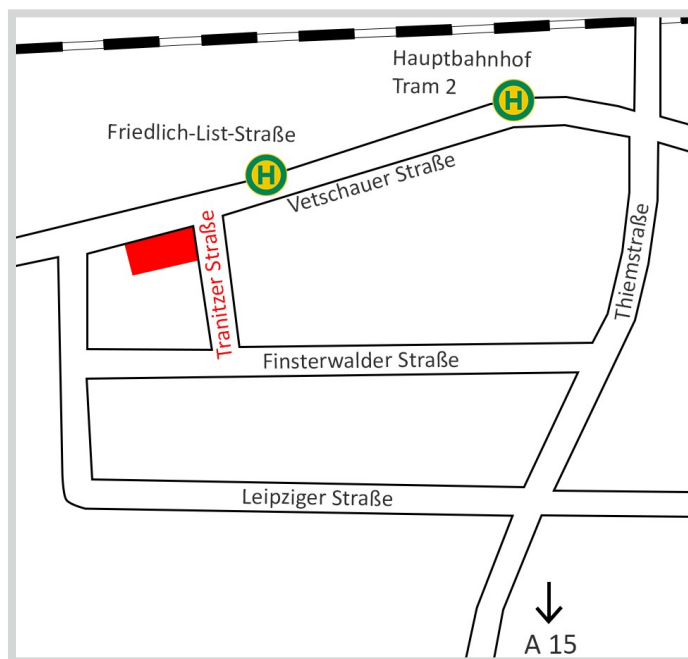 Hauptbahnhof
Tram 2
H
Friedlich-List-Straße
H
Vetschauer Straße
Tranitzer Straße
Thiemstraße
Finsterwalder Straße
Leipziger Straße
A 15